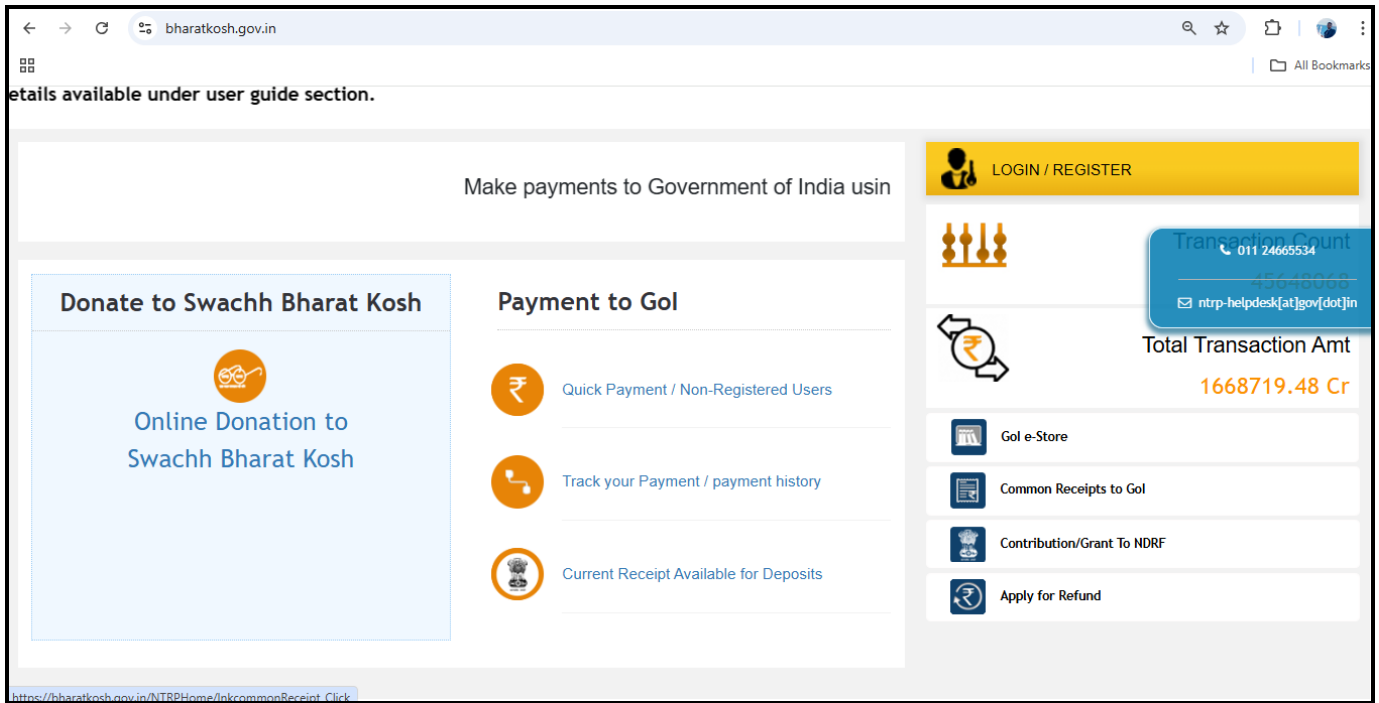 bharatkosh.gov.in
All Bookmarks
etails available under user guide section.
Make payments to Government of India usin
Donate to Swachh Bharat Kosh
Online Donation to
Swachh Bharat Kosh
Payment to GoI
Quick Payment / Non-Registered Users
Track your Payment / payment history
Current Receipt Available for Deposits
LOGIN / REGISTER
Transaction Count
45648068
011 24665534
ntrp-helpdesk[at]gov[dot]in
Total Transaction Amt
1668719.48 Cr
GoI e-Store
Common Receipts to GoI
Contribution/Grant To NDRF
Apply for Refund
https://bharatkosh.gov.in/NTRPHome/lnkcommonReceipt_Click